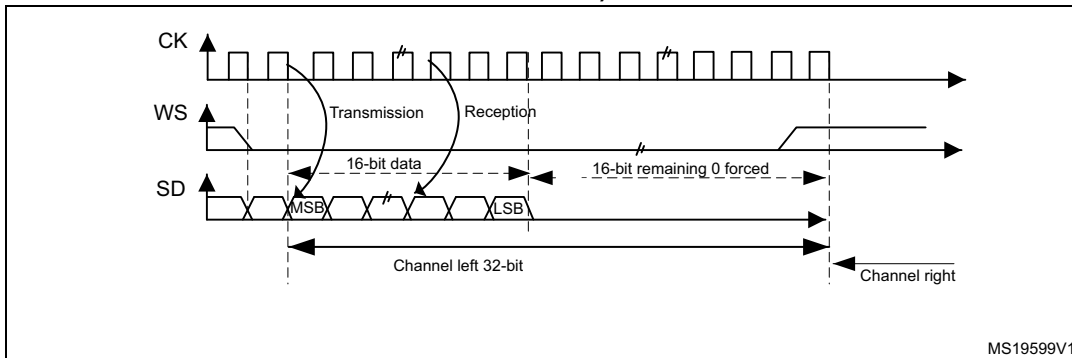 CK
Transmission
Reception
WS
16-bit data
16-bit remaining 0 forced
SD
MSB
LSB
Channel left 32-bit
Channel right
MS19599V1